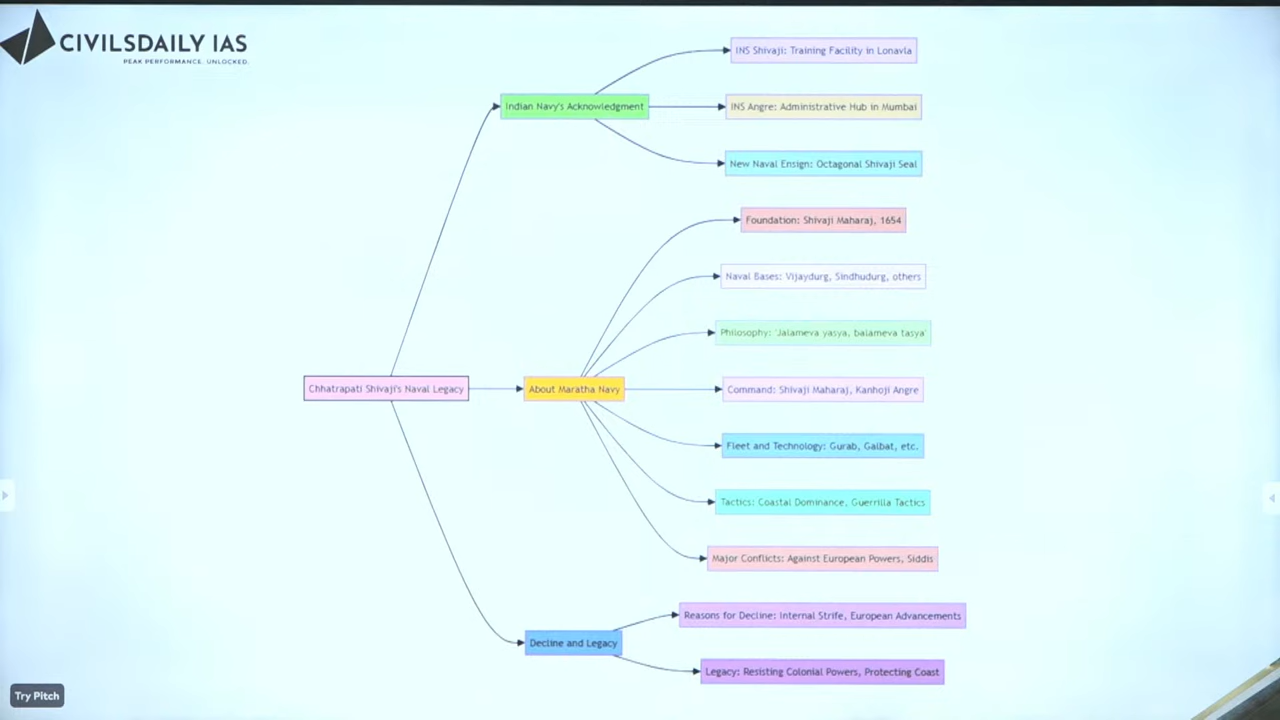 CIVILSDAILY IAS
PEAK PERFORMANCE. UNLOCKED.
INS Shivaji: Training Facility in Lonavla
Indian Navy's Acknowledgment
INS Angre: Administrative Hub in Mumbai
New Naval Ensign: Octagonal Shivaji Seal
Foundation: Shivaji Maharaj, 1654
Naval Bases: Vijaydurg, Sindhudurg, others
Philosophy: 'Jalameva yasya, balameva tasya'
Chhatrapati Shivaji's Naval Legacy
About Maratha Navy
Command: Shivaji Maharaj, Kanhoji Angre
Fleet and Technology: Gurab, Galbat, etc.
Tactics: Coastal Dominance, Guerrilla Tactics
Major Conflicts: Against European Powers, Siddis
Reasons for Decline: Internal Strife, European Advancements
Decline and Legacy
Legacy: Resisting Colonial Powers, Protecting Coast
Try Pitch